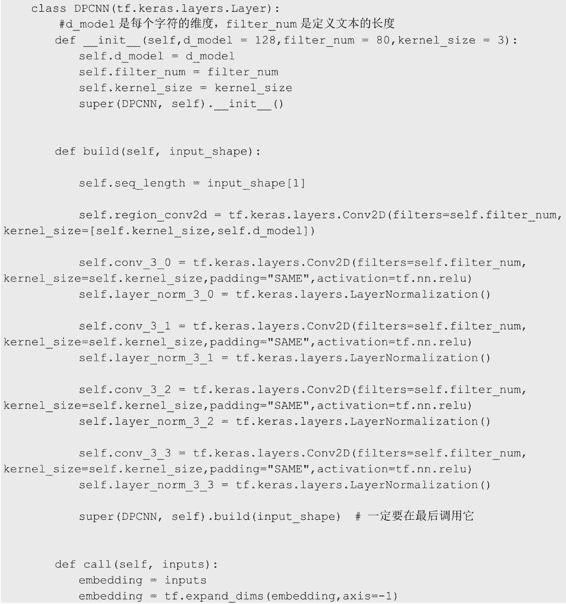 class DPCNN(tf.keras.layers.Layer):
    #d_model是每个字符的维度，filter_num是定义文本的长度
    def __init__(self,d_model = 128,filter_num = 80,kernel_size = 3):
        self.d_model = d_model
        self.filter_num = filter_num
        self.kernel_size = kernel_size
        super(DPCNN, self).__init__()
    def build(self, input_shape):
        self.seq_length = input_shape[1]
        self.region_conv2d = tf.keras.layers.Conv2D(filters=self.filter_num,
kernel_size=[self.kernel_size,self.d_model])
        self.conv_3_0 = tf.keras.layers.Conv2D(filters=self.filter_num,
kernel_size=self.kernel_size,padding="SAME",activation=tf.nn.relu)
        self.layer_norm_3_0 = tf.keras.layers.LayerNormalization()
        self.conv_3_1 = tf.keras.layers.Conv2D(filters=self.filter_num,
kernel_size=self.kernel_size,padding="SAME",activation=tf.nn.relu)
        self.layer_norm_3_1 = tf.keras.layers.LayerNormalization()
        self.conv_3_2 = tf.keras.layers.Conv2D(filters=self.filter_num,
kernel_size=self.kernel_size,padding="SAME",activation=tf.nn.relu)
        self.layer_norm_3_2 = tf.keras.layers.LayerNormalization()
        self.conv_3_3 = tf.keras.layers.Conv2D(filters=self.filter_num,
kernel_size=self.kernel_size,padding="SAME",activation=tf.nn.relu)
        self.layer_norm_3_3 = tf.keras.layers.LayerNormalization()
        super(DPCNN, self).build(input_shape)  # 一定要在最后调用它
    def call(self, inputs):
        embedding = inputs
        embedding = tf.expand_dims(embedding,axis=-1)